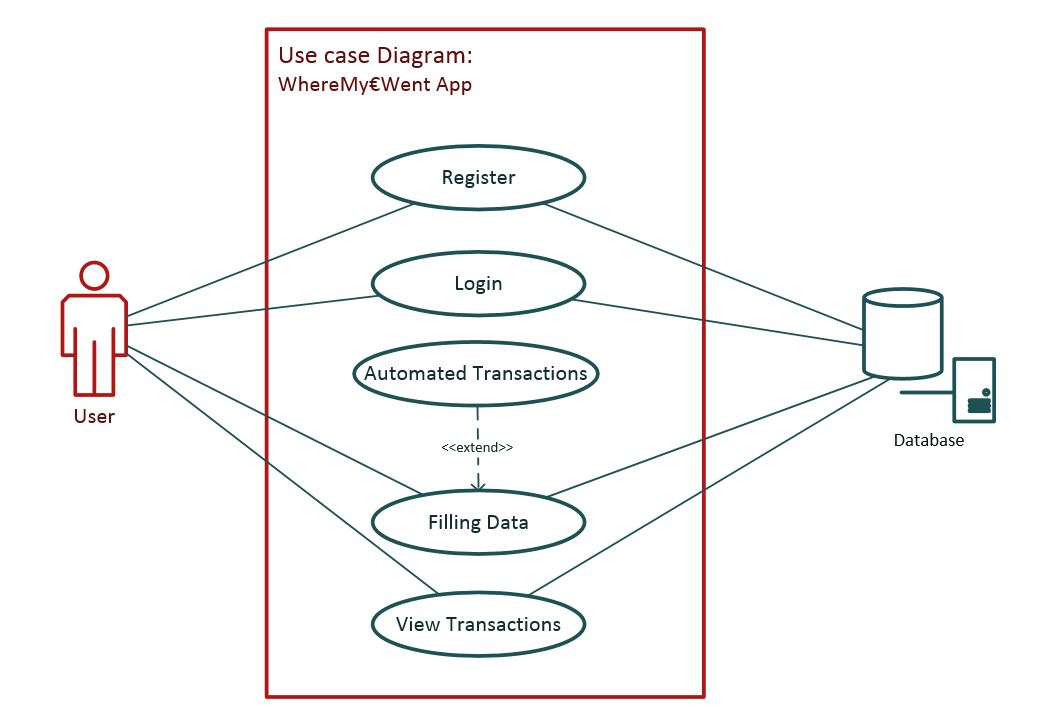 Use case Diagram:
WhereMy€Went App
Register
Login
Automated Transactions
<<extend>>
Filling Data
View Transactions
User
Database